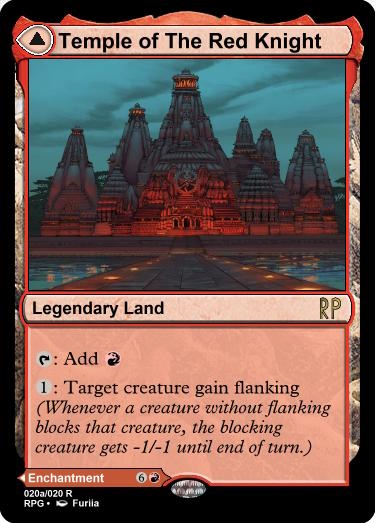 Temple of The Red Knight
Legendary Land
RP
: Add
1 : Target creature gain flanking
(Whenever a creature without flanking
blocks that creature, the blocking
creature gets -1/-1 until end of turn.)
Enchantment 6
020a/020 R
RPG • Furiia